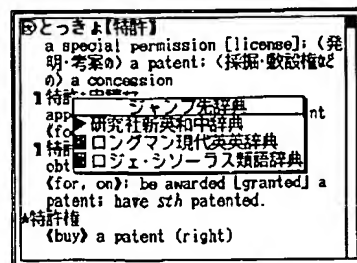 とっきょ【特許】
a special permission [license]; 《発
明・考案の》 a patent; 《採掘・敷設権など
の》 a concession
1 特許
app nt
《fo
ジャンプ先辞典
▶研究社新英和中辞典
ロングマン現代英英辞典
ロジェ・シソーラス類語辞典
1 特許
obt
《for, on》; be awarded [granted] a
patent; have sth patented.
特許権
《buy》 a patent (right)